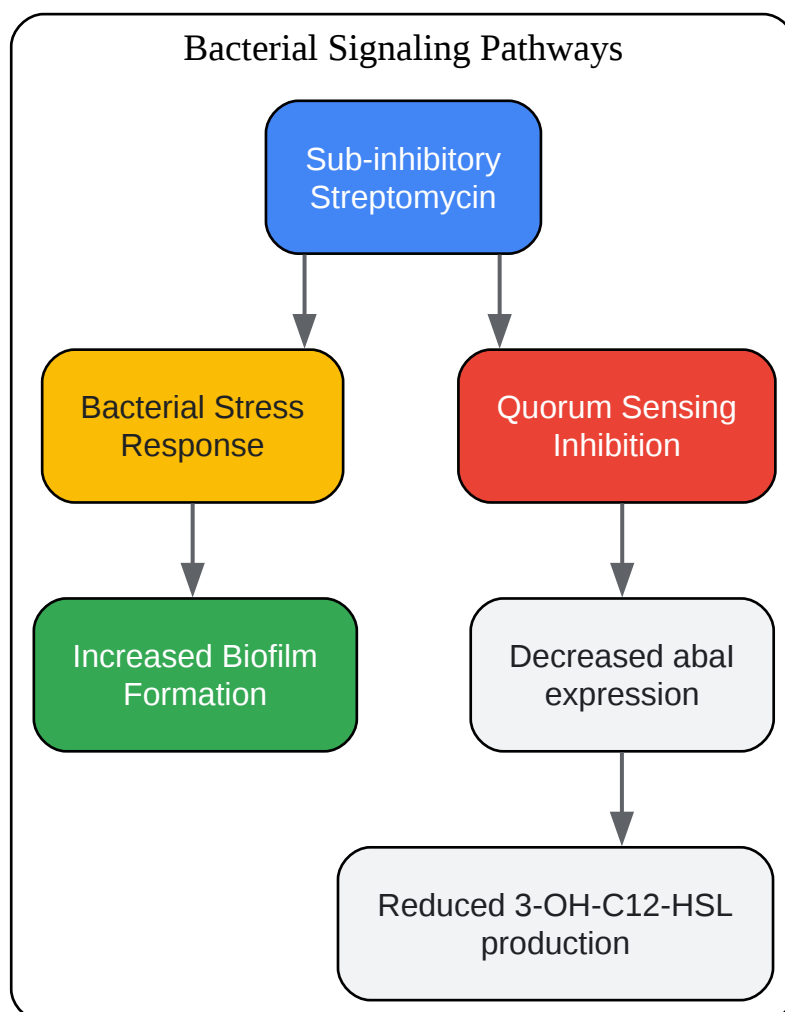 Bacterial Signaling Pathways
Sub-inhibitory
Streptomycin
Bacterial Stress
Response
Quorum Sensing
Inhibition
Increased Biofilm
Formation
Decreased abaI
expression
Reduced 3-OH-C12-HSL
production